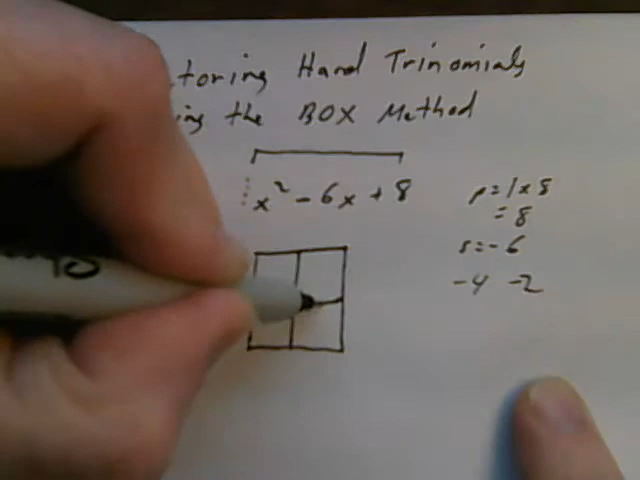 toring Hard Trinomials
ing the BOX Method
x² - 6x + 8
p = 1 x 8
= 8
s = - 6
-4 -2